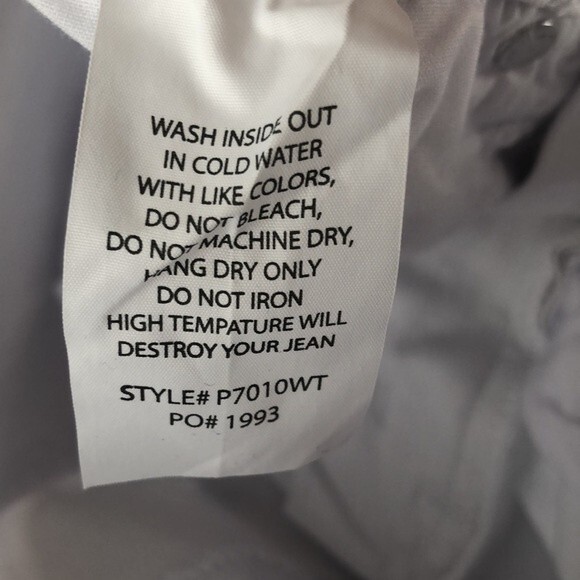 WASH INSIDE OUT
IN COLD WATER
WITH LIKE COLORS,
DO NOT BLEACH,
DO NOT MACHINE DRY,
HANG DRY ONLY
DO NOT IRON
HIGH TEMPATURE WILL
DESTROY YOUR JEAN
STYLE# P7010WT
PO# 1993